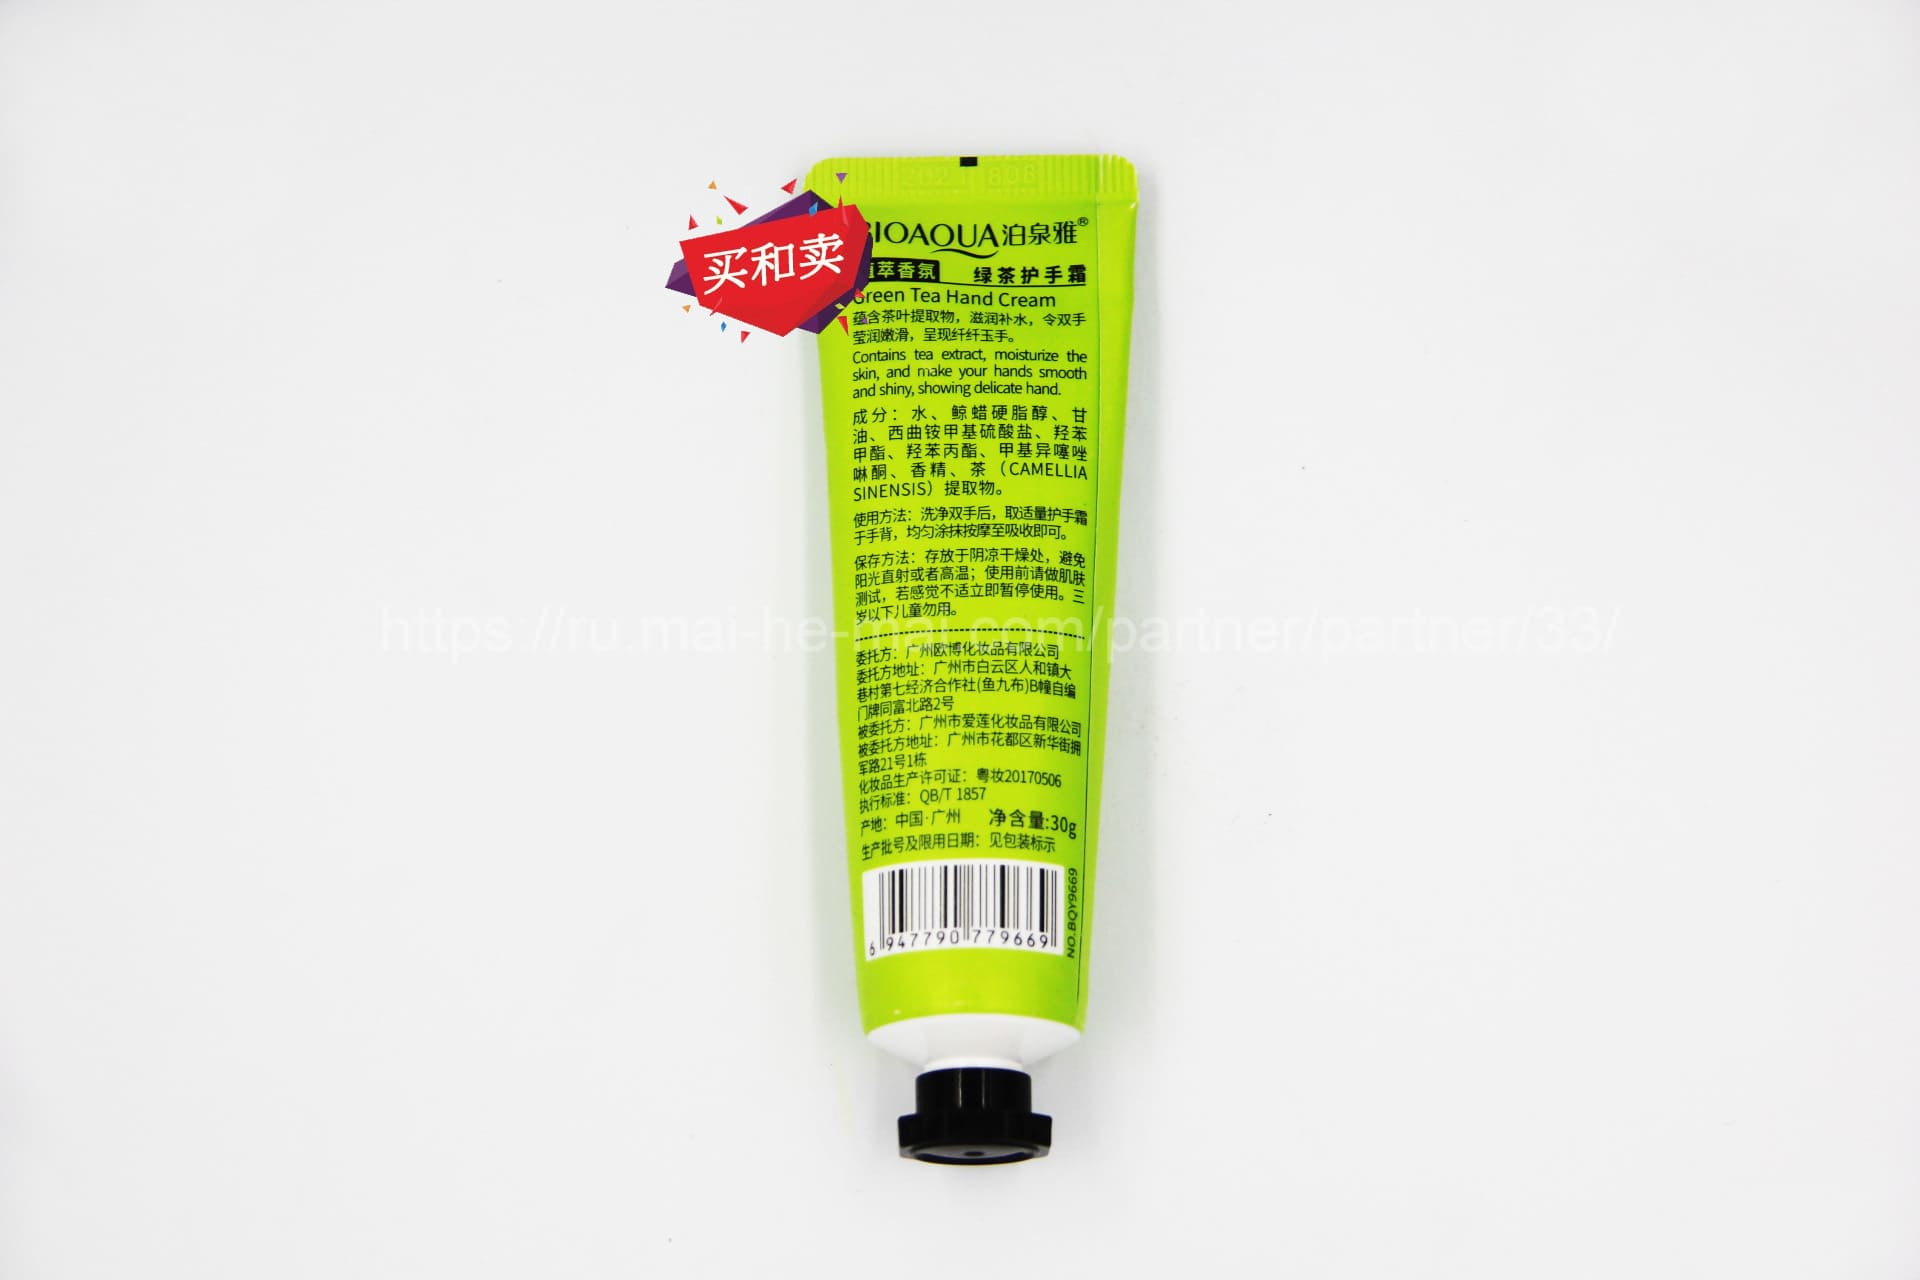 买和卖
BIOAQUA泊泉雅®
植萃香氛 绿茶护手霜
Green Tea Hand Cream
蕴含茶叶提取物，滋润补水，令双手
莹润嫩滑，呈现纤纤玉手。
Contains tea extract, moisturize the
skin, and make your hands smooth
and shiny, showing delicate hand.
成分：水、鲸蜡硬脂醇、甘
油、西曲铵甲基硫酸盐、羟苯
甲酯、羟苯丙酯、甲基异噻唑
啉酮、香精、茶（CAMELLIA
SINENSIS）提取物。
使用方法：洗净双手后，取适量护手霜
于手背，均匀涂抹按摩至吸收即可。
保存方法：存放于阴凉干燥处，避免
阳光直射或者高温；使用前请做肌肤
测试，若感觉不适立即暂停使用。三
岁以下儿童勿用。
https://ru.mai-he-mai.com/partner/partner/33/
委托方：广州欧博化妆品有限公司
委托方地址：广州市白云区人和镇大
巷村第七经济合作社(鱼九布)B幢自编
门牌同富北路2号
被委托方：广州市爱莲化妆品有限公司
被委托方地址：广州市花都区新华街拥
军路21号1栋
化妆品生产许可证：粤妆20170506
执行标准：QB/T 1857
产地：中国·广州 净含量:30g
生产批号及限用日期：见包装标示
6 947790 779669
NO.BQY9669